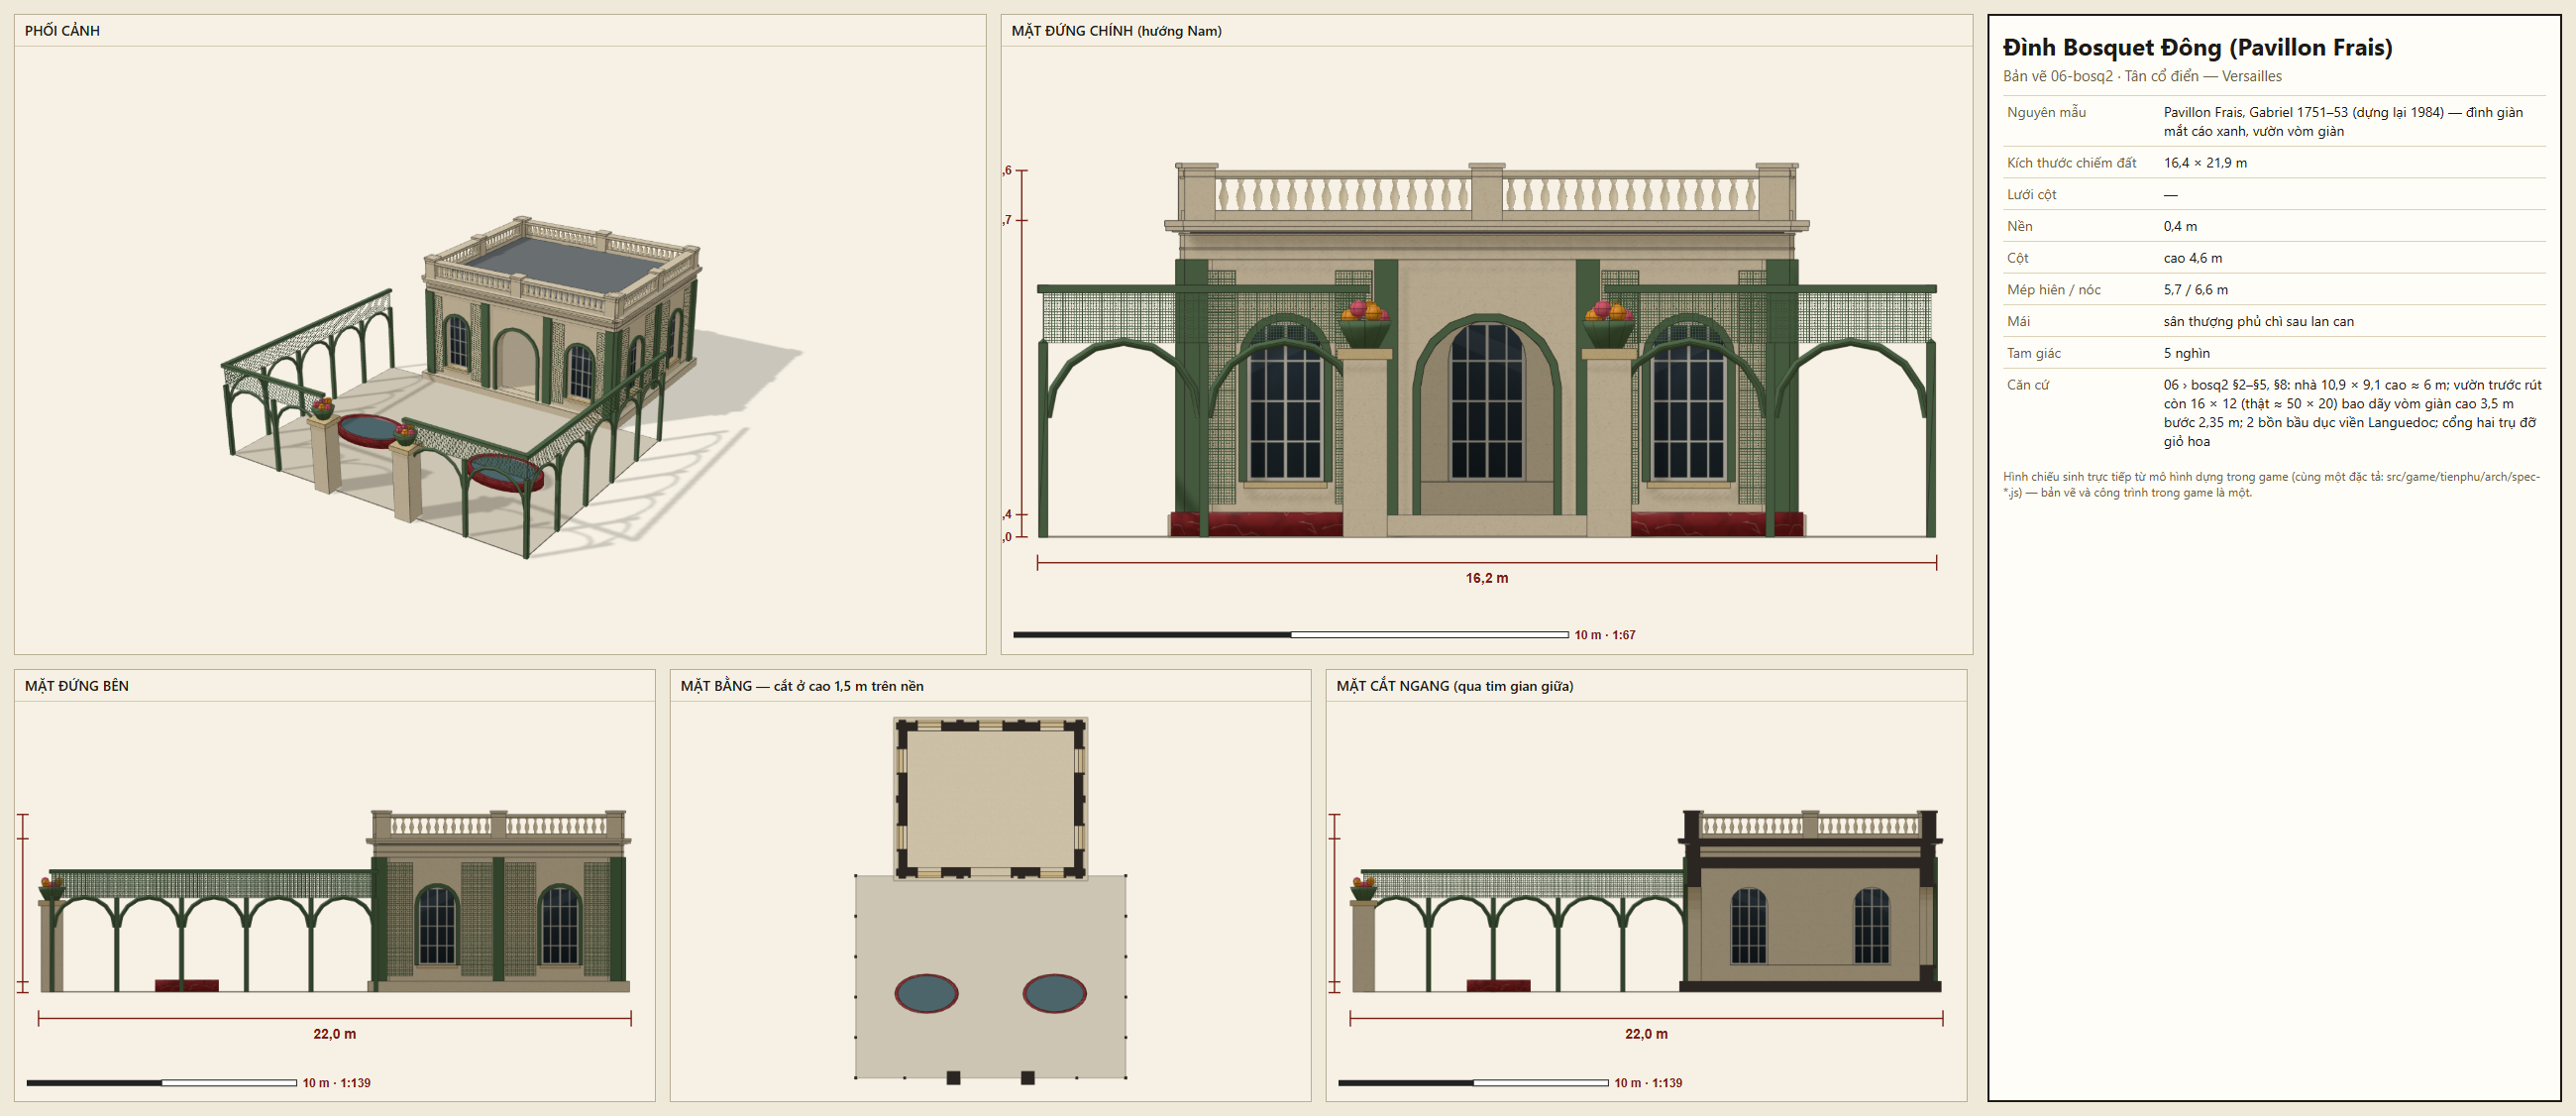 PHỐI CẢNH
MẶT ĐỨNG CHÍNH (hướng Nam)
,6
,7
,4
,0
16,2 m
10 m · 1:67
MẶT ĐỨNG BÊN
22,0 m
10 m · 1:139
MẶT BẰNG — cắt ở cao 1,5 m trên nền
MẶT CẮT NGANG (qua tim gian giữa)
22,0 m
10 m · 1:139
Đình Bosquet Đông (Pavillon Frais)
Bản vẽ 06-bosq2 · Tân cổ điển — Versailles
Nguyên mẫu Pavillon Frais, Gabriel 1751–53 (dựng lại 1984) — đình giàn
mắt cáo xanh, vườn vòm giàn
Kích thước chiếm đất 16,4 × 21,9 m
Lưới cột —
Nền 0,4 m
Cột cao 4,6 m
Mép hiên / nóc 5,7 / 6,6 m
Mái sân thượng phủ chì sau lan can
Tam giác 5 nghìn
Căn cứ 06 › bosq2 §2–§5, §8: nhà 10,9 × 9,1 cao ≈ 6 m; vườn trước rút
còn 16 × 12 (thật ≈ 50 × 20) bao dãy vòm giàn cao 3,5 m
bước 2,35 m; 2 bồn bầu dục viền Languedoc; cổng hai trụ đỡ
giỏ hoa
Hình chiếu sinh trực tiếp từ mô hình dựng trong game (cùng một đặc tả: src/game/tienphu/arch/spec-
*.js) — bản vẽ và công trình trong game là một.